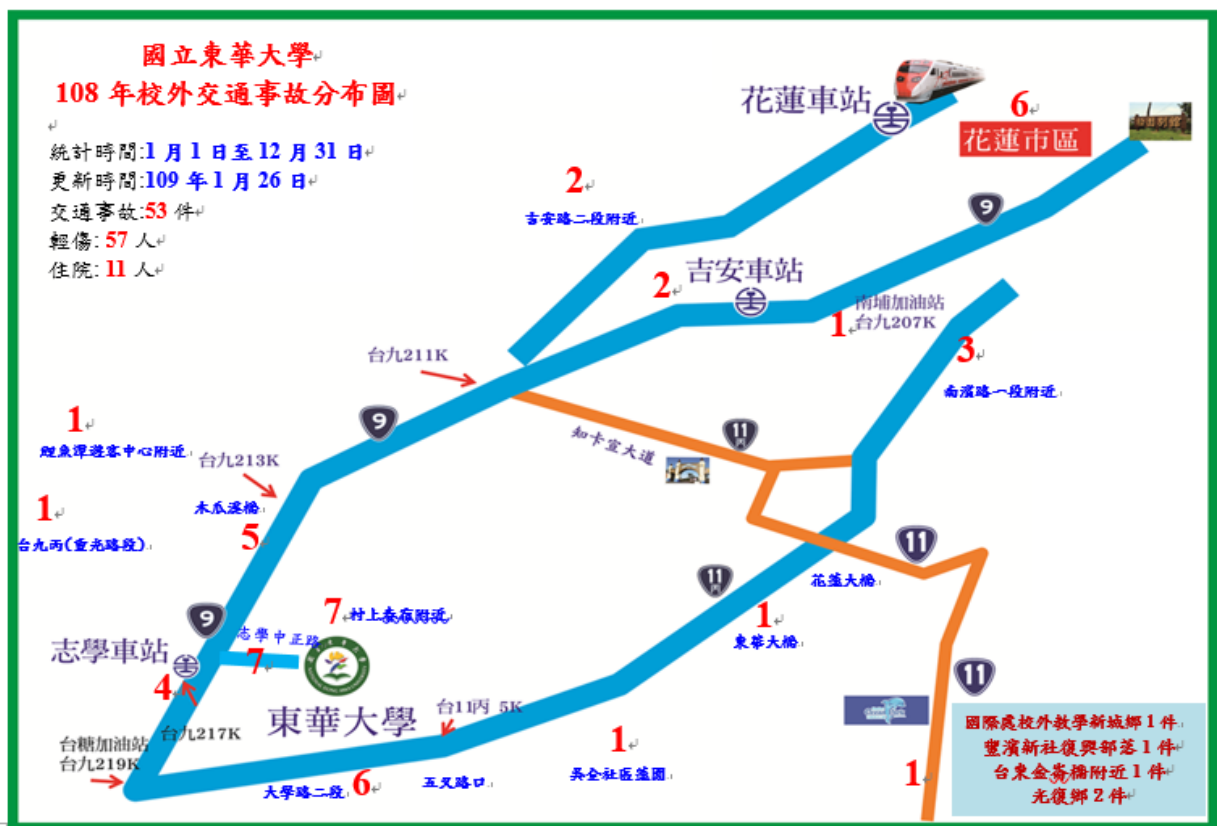 國立東華大學
108 年校外交通事故分布圖
統計時間:1 月 1 日至 12 月 31 日
更新時間:109 年 1 月 26 日
交通事故:53 件
輕傷: 57 人
住院: 11 人
花蓮車站
6
花蓮市區
2
吉安路二段附近
9
2
吉安車站
1
南埔加油站
台九207K
3
南濱路一段附近
台九211K
9
1
鯉魚潭遊客中心附近
台九213K
知卡宣大道
11
丙
1
台九丙(重光路段)
木瓜溪橋
5
11
花蓮大橋
11
丙
1
東華大橋
9
7
村上春宿附近
志學中正路
7
志學車站
4
東華大學
台九217K
台糖加油站
台九219K
台11丙 5K
大學路二段
6
五叉路口
1
吳全社區落園
11
1
國際處校外教學新城鄉 1 件
豐濱新社復興部落 1 件
台東金崙橋附近 1 件
光復鄉 2 件